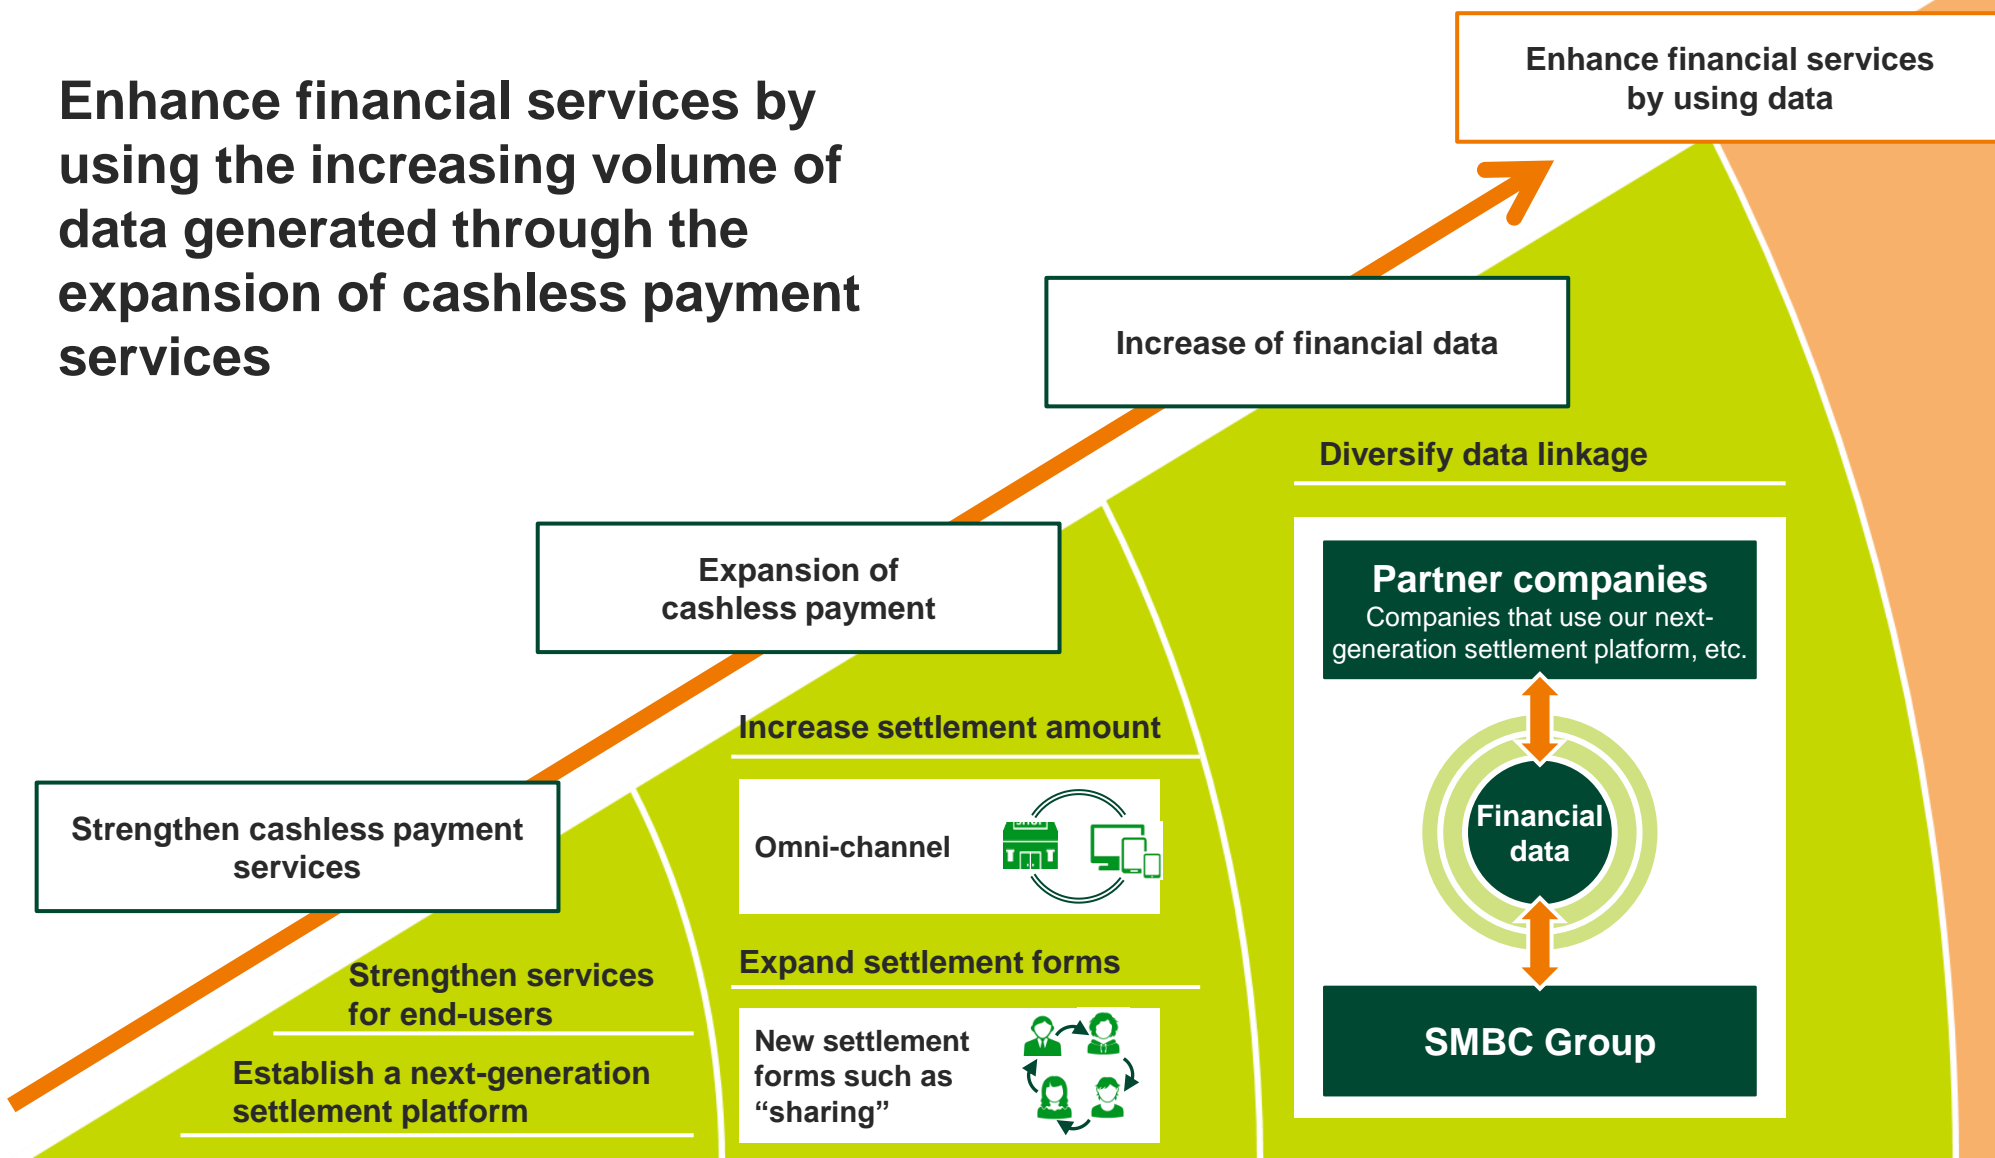 Enhance financial services by
using the increasing volume of
data generated through the
expansion of cashless payment
services
Enhance financial services
by using data
Increase of financial data
Expansion of
cashless payment
Strengthen cashless payment
services
Strengthen services
for end-users
Establish a next-generation
settlement platform
Increase settlement amount
Omni-channel
SHOP
Expand settlement forms
New settlement
forms such as
“sharing”
Diversify data linkage
Partner companies
Companies that use our next-
generation settlement platform, etc.
Financial
data
SMBC Group